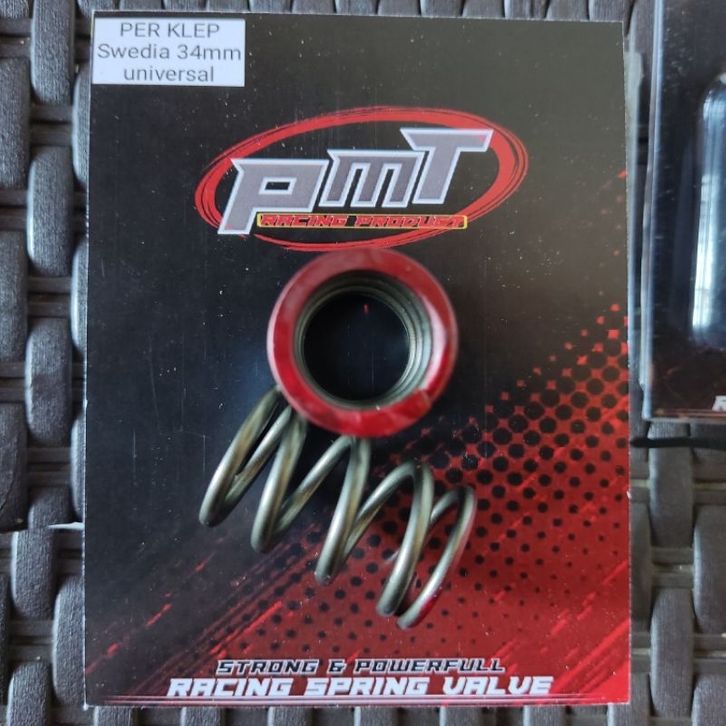 PER KLEP
Swedia 34mm
universal
PMT
RACING PRODUCT
STRONG & POWERFULL
RACING SPRING VALVE